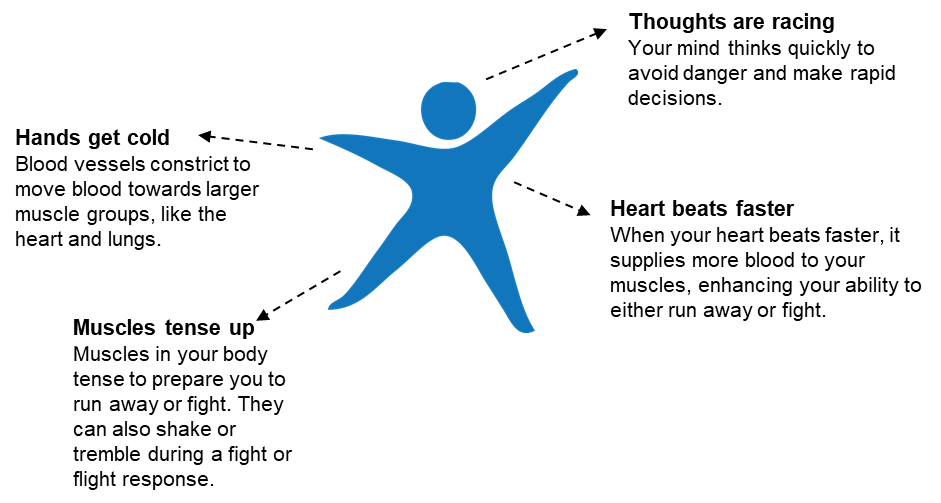 Thoughts are racing
Your mind thinks quickly to
avoid danger and make rapid
decisions.
Hands get cold
Blood vessels constrict to
move blood towards larger
muscle groups, like the
heart and lungs.
Heart beats faster
When your heart beats faster, it
supplies more blood to your
muscles, enhancing your ability to
either run away or fight.
Muscles tense up
Muscles in your body
tense to prepare you to
run away or fight. They
can also shake or
tremble during a fight or
flight response.